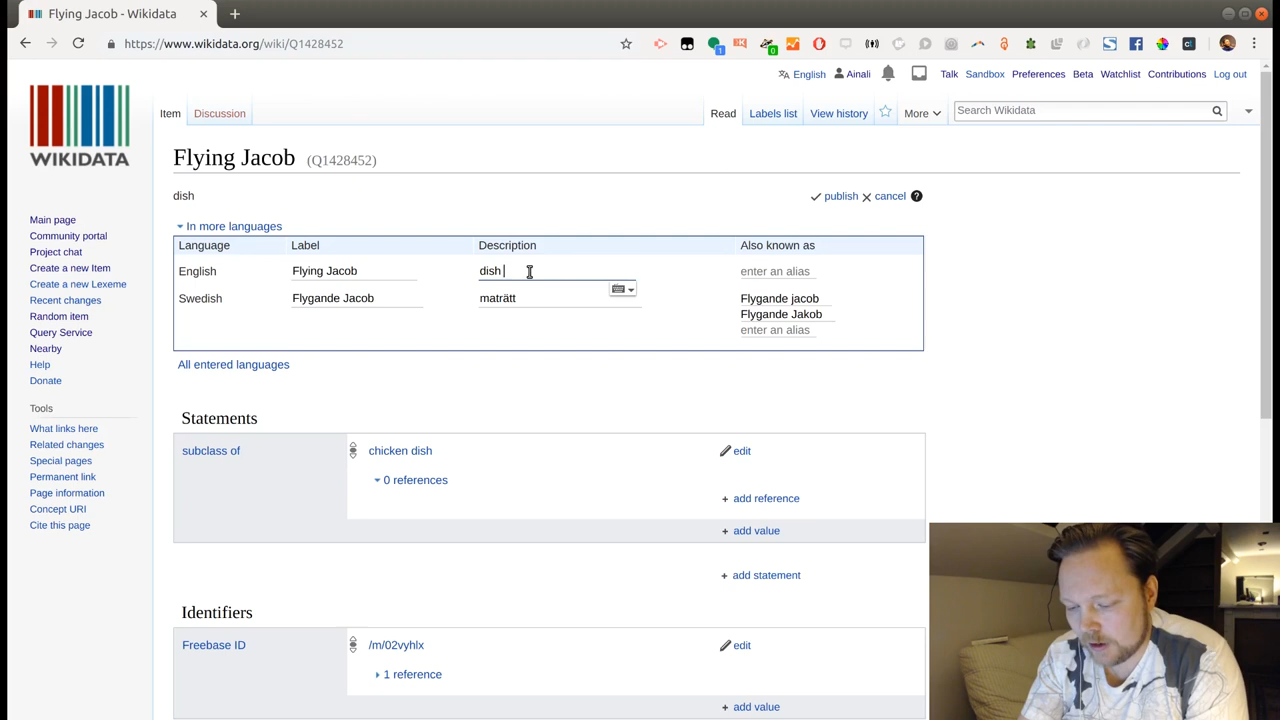 Flying Jacob - Wikidata
https://www.wikidata.org/wiki/Q1428452
1
0
English Ainali Talk Sandbox Preferences Beta Watchlist Contributions Log out
Item Discussion Read Labels list View history More Search Wikidata
WIKIDATA
Main page
Community portal
Project chat
Create a new Item
Create a new Lexeme
Recent changes
Random item
Query Service
Nearby
Help
Donate
Tools
What links here
Related changes
Special pages
Permanent link
Page information
Concept URI
Cite this page
Flying Jacob (Q1428452)
dish publish cancel ?
In more languages
Language Label Description Also known as
English Flying Jacob dish enter an alias
Swedish Flygande Jacob maträtt Flygande jacob
Flygande Jakob
enter an alias
All entered languages
Statements
subclass of chicken dish edit
0 references
+ add reference
+ add value
+ add statement
Identifiers
Freebase ID /m/02vyhlx edit
1 reference
+ add value